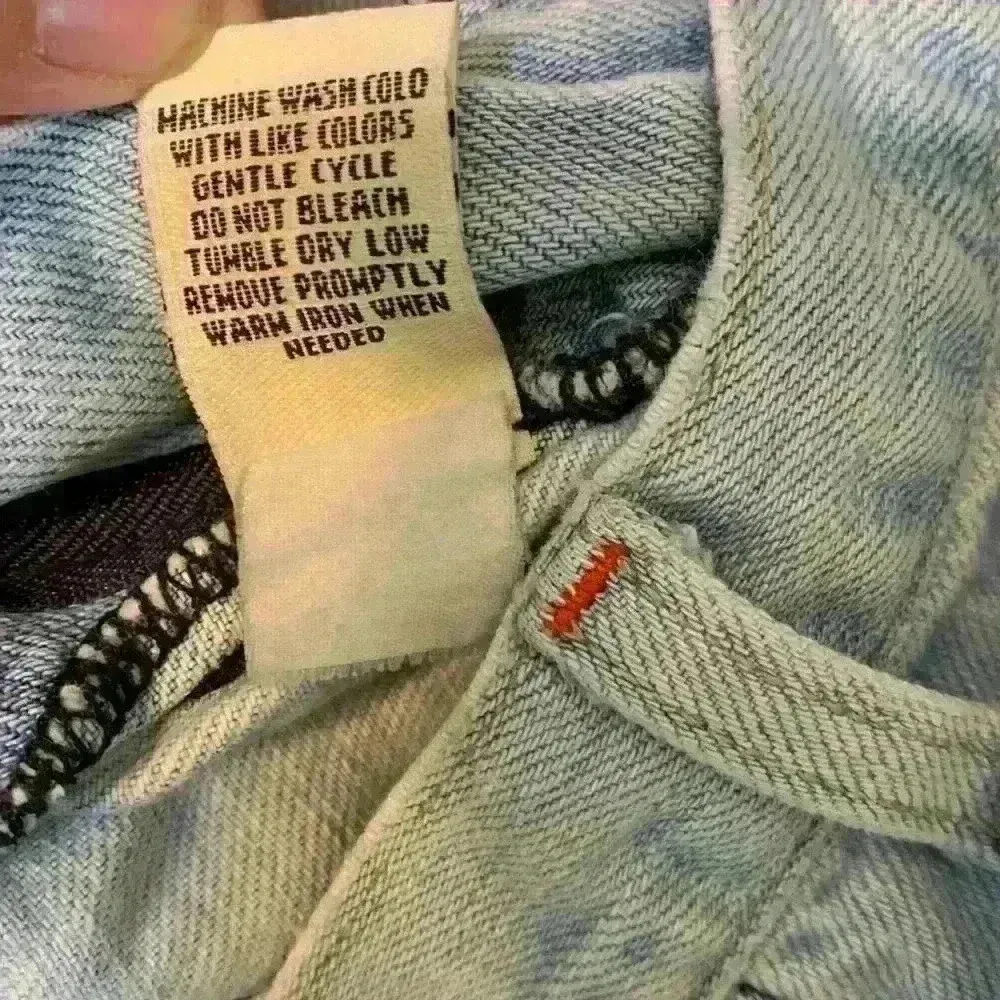 MACHINE WASH COLD
WITH LIKE COLORS
GENTLE CYCLE
DO NOT BLEACH
TUMBLE DRY LOW
REMOVE PROMPTLY
WARM IRON WHEN
NEEDED